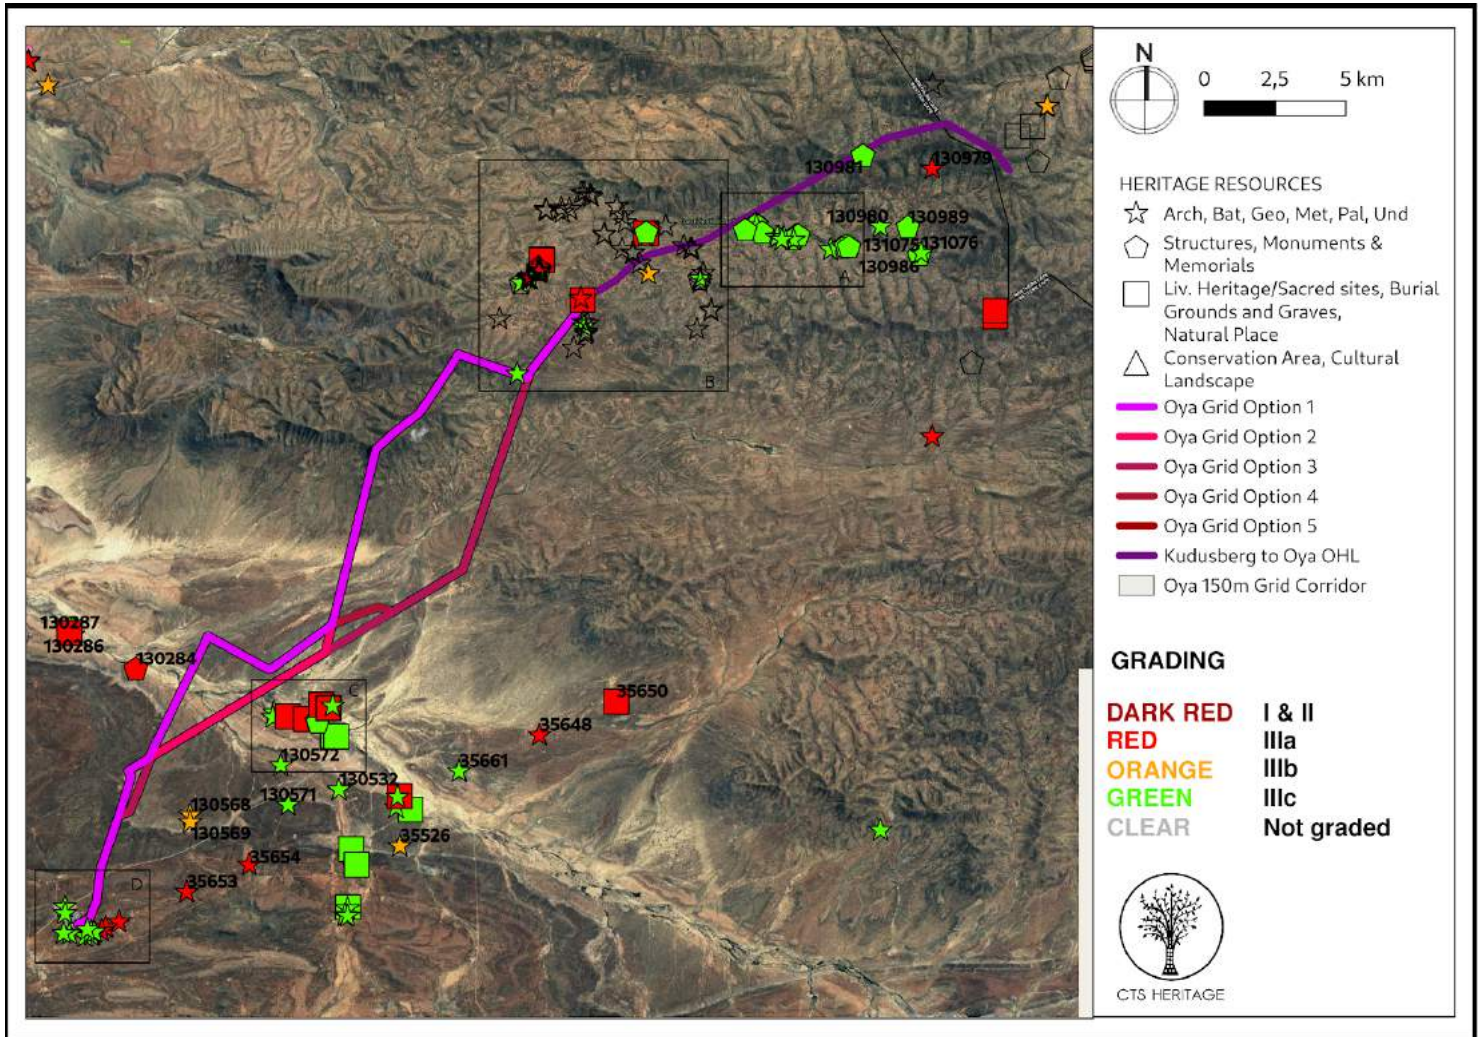 130979
130981
130980
130989
131075
131076
130986
A
B
130287
130286
130284
C
35650
35648
130572
35661
130532
130571
130568
130569
35526
35654
35653
D
N
0 2,5 5 km
HERITAGE RESOURCES
Arch, Bat, Geo, Met, Pal, Und
Structures, Monuments &
Memorials
Liv. Heritage/Sacred sites, Burial
Grounds and Graves,
Natural Place
Conservation Area, Cultural
Landscape
Oya Grid Option 1
Oya Grid Option 2
Oya Grid Option 3
Oya Grid Option 4
Oya Grid Option 5
Kudusberg to Oya OHL
Oya 150m Grid Corridor
GRADING
DARK RED I & II
RED IIIa
ORANGE IIIb
GREEN IIIc
CLEAR Not graded
CTS HERITAGE